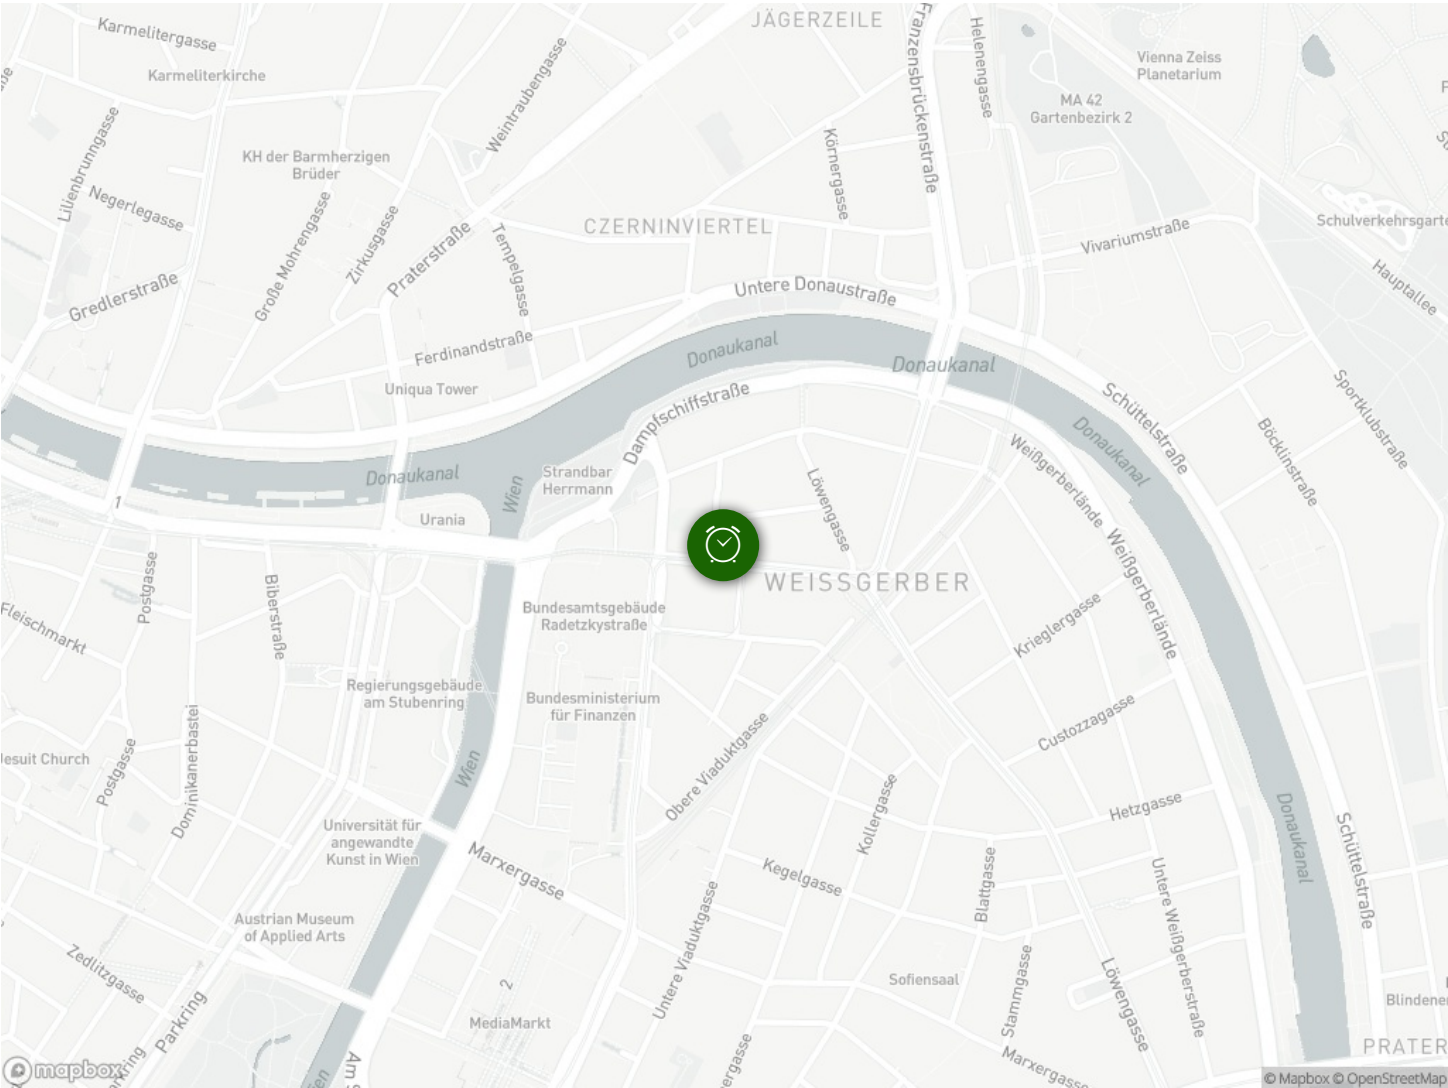 JÄGERZEILE
Karmelitergasse
Karmeliterkirche
Weintraubengasse
Franzensbrückenstraße
Helenengasse
Vienna Zeiss
Planetarium
MA 42
Gartenbezirk 2
Lilienbrunngasse
KH der Barmherzigen
Brüder
Körnergasse
Negerlegasse
Große Mohrengasse
Zirkusgasse
Praterstraße
Tempelgasse
CZERNINVIERTEL
Vivariumstraße
Schulverkehrsgarte
Hauptallee
Gredlerstraße
Untere Donaustraße
Ferdinandstraße
Donaukanal
Donaukanal
Uniqua Tower
Dampfschiffstraße
Schüttelstraße
Sportklubstraße
Böcklinstraße
Donaukanal
Donaukanal
Wien
Strandbar
Herrmann
Löwengasse
Weißgerberlände
Weißgerberlände
1
Urania
WEISSGERBER
Postgasse
Biberstraße
Fleischmarkt
Bundesamtsgebäude
Radetzkystraße
Krieglergasse
Regierungsgebäude
am Stubenring
Bundesministerium
für Finanzen
Custozzagasse
Jesuit Church
Postgasse
Dominikanerbastei
Wien
Obere Viaduktgasse
Kollergasse
Hetzgasse
Donaukanal
Schüttelstraße
Universität für
angewandte
Kunst in Wien
Marxergasse
Kegelgasse
Blattgasse
Untere Weißgerberstraße
Austrian Museum
of Applied Arts
Untere Viaduktgasse
Zedlitzgasse
Parkring
2
MediaMarkt
Sofiensaal
Stammgasse
Löwengasse
Blindene
PRATER
Marxergasse
ergasse
Am
arkring
ien
mapbox
© Mapbox © OpenStreetMap